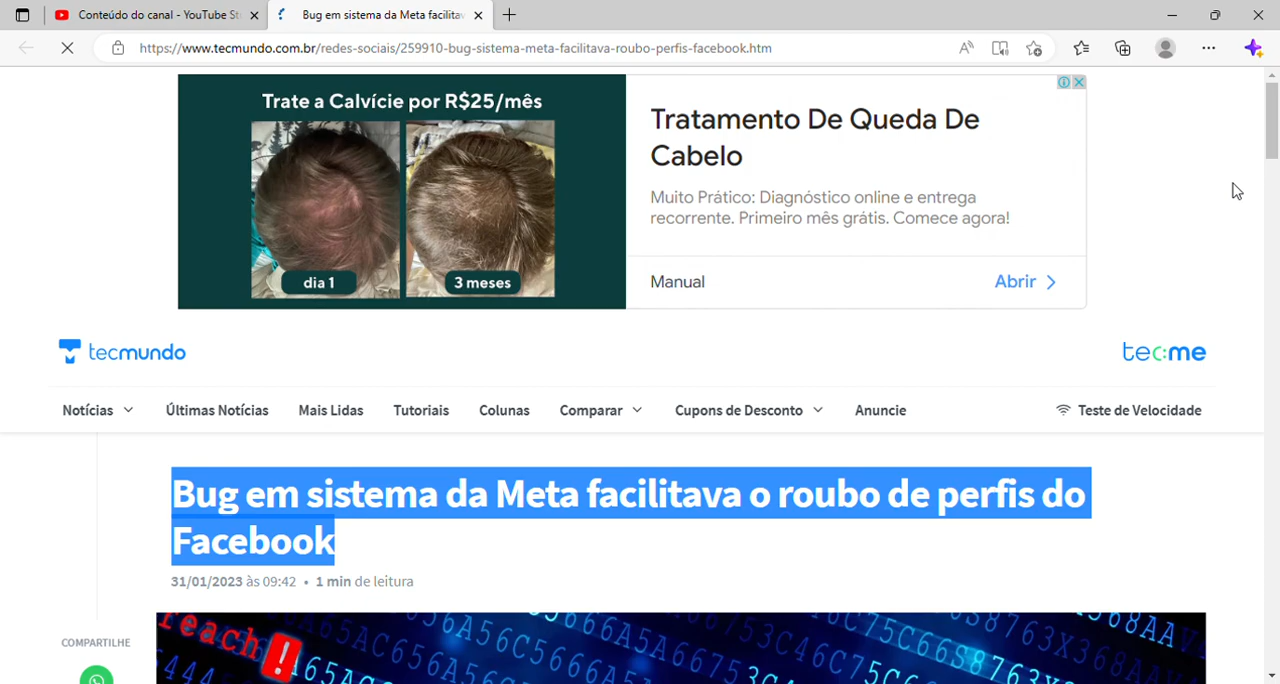 Conteúdo do canal - YouTube St
Bug em sistema da Meta facilitav
https://www.tecmundo.com.br/redes-sociais/259910-bug-sistema-meta-facilitava-roubo-perfis-facebook.htm
Trate a Calvície por R$25/mês
dia 1
3 meses
Tratamento De Queda De
Cabelo
Muito Prático: Diagnóstico online e entrega
recorrente. Primeiro mês grátis. Comece agora!
Manual
Abrir
tecmundo
tec:me
Notícias Últimas Notícias Mais Lidas Tutoriais Colunas Comparar Cupons de Desconto Anuncie Teste de Velocidade
Bug em sistema da Meta facilitava o roubo de perfis do
Facebook
31/01/2023 às 09:42 • 1 min de leitura
COMPARTILHE
reach
!